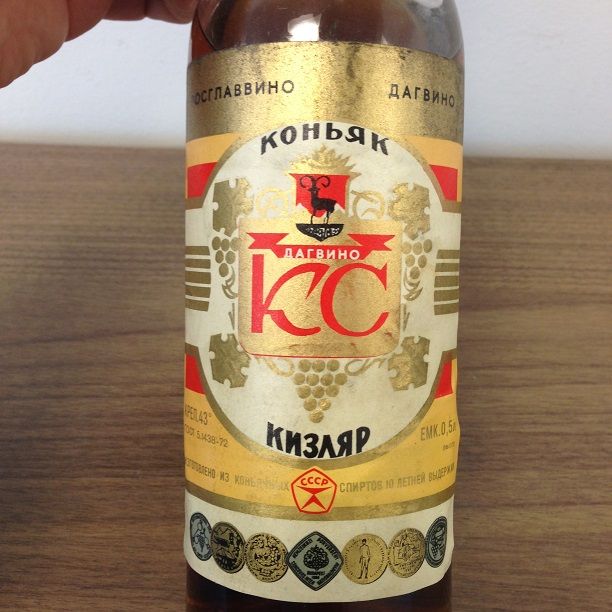 РОСГЛАВВИНО ДАГВИНО
КОНЬЯК
ДАГВИНО
КС
КИЗЛЯР
КРЕП.43° ЕМК.0,5л
ГОСТ 5.1438-72
ИЗГОТОВЛЕНО ИЗ КОНЬЯЧНЫХ СПИРТОВ 10 ЛЕТНЕЙ ВЫДЕРЖКИ
СССР